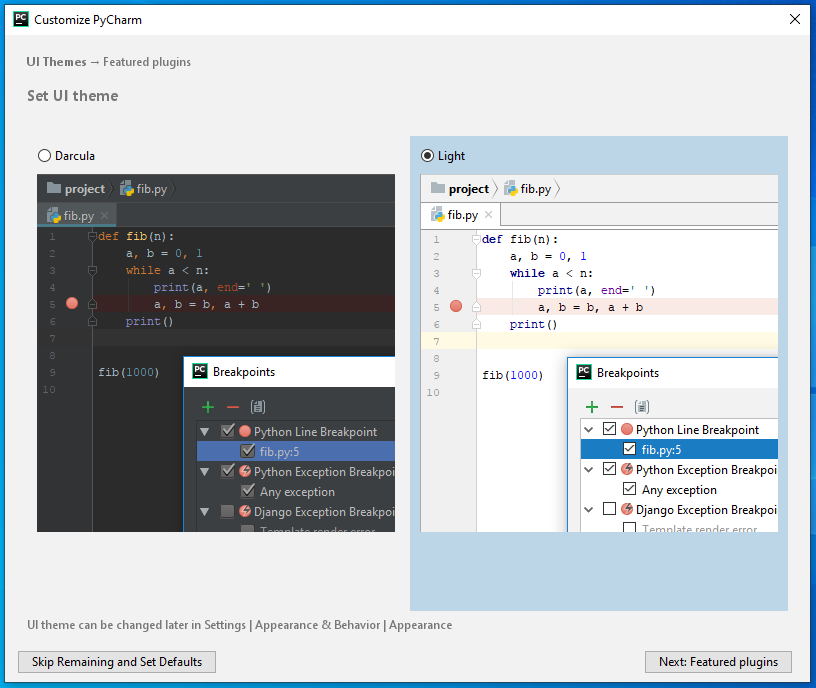 PC Customize PyCharm
UI Themes → Featured plugins
Set UI theme
Darcula
project fib.py
fib.py
1 def fib(n):
2 a, b = 0, 1
3 while a < n:
4 print(a, end=' ')
5 a, b = b, a + b
6 print()
7
8
9 fib(1000)
10
PC Breakpoints
Python Line Breakpoint
fib.py:5
Python Exception Breakpoi
Any exception
Django Exception Breakpoi
Template render error
Light
project fib.py
fib.py
1 def fib(n):
2 a, b = 0, 1
3 while a < n:
4 print(a, end=' ')
5 a, b = b, a + b
6 print()
7
8
9 fib(1000)
10
PC Breakpoints
Python Line Breakpoint
fib.py:5
Python Exception Breakpoi
Any exception
Django Exception Breakpoi
Template render error
UI theme can be changed later in Settings | Appearance & Behavior | Appearance
Skip Remaining and Set Defaults
Next: Featured plugins